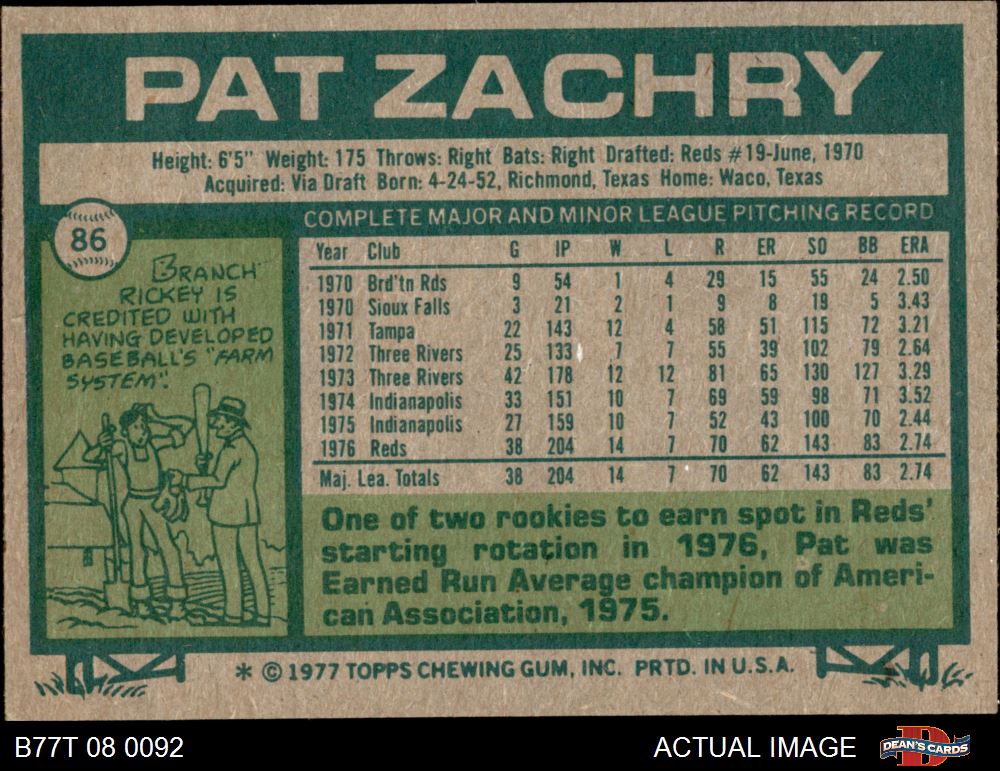 PAT ZACHRY
Height: 6'5" Weight: 175 Throws: Right Bats: Right Drafted: Reds #19-June, 1970
Acquired: Via Draft Born: 4-24-52, Richmond, Texas Home: Waco, Texas
86
BRANCH
RICKEY IS
CREDITED WITH
HAVING DEVELOPED
BASEBALL'S "FARM
SYSTEM".
COMPLETE MAJOR AND MINOR LEAGUE PITCHING RECORD
Year Club G IP W L R ER SO BB ERA
1970 Brd'tn Rds 9 54 1 4 29 15 55 24 2.50
1970 Sioux Falls 3 21 2 1 9 8 19 5 3.43
1971 Tampa 22 143 12 4 58 51 115 72 3.21
1972 Three Rivers 25 133 7 7 55 39 102 79 2.64
1973 Three Rivers 42 178 12 12 81 65 130 127 3.29
1974 Indianapolis 33 151 10 7 69 59 98 71 3.52
1975 Indianapolis 27 159 10 7 52 43 100 70 2.44
1976 Reds 38 204 14 7 70 62 143 83 2.74
Maj. Lea. Totals 38 204 14 7 70 62 143 83 2.74
One of two rookies to earn spot in Reds'
starting rotation in 1976, Pat was
Earned Run Average champion of Ameri-
can Association, 1975.
* © 1977 TOPPS CHEWING GUM, INC. PRTD. IN U.S.A.
B77T 08 0092
ACTUAL IMAGE
DEAN'S CARDS